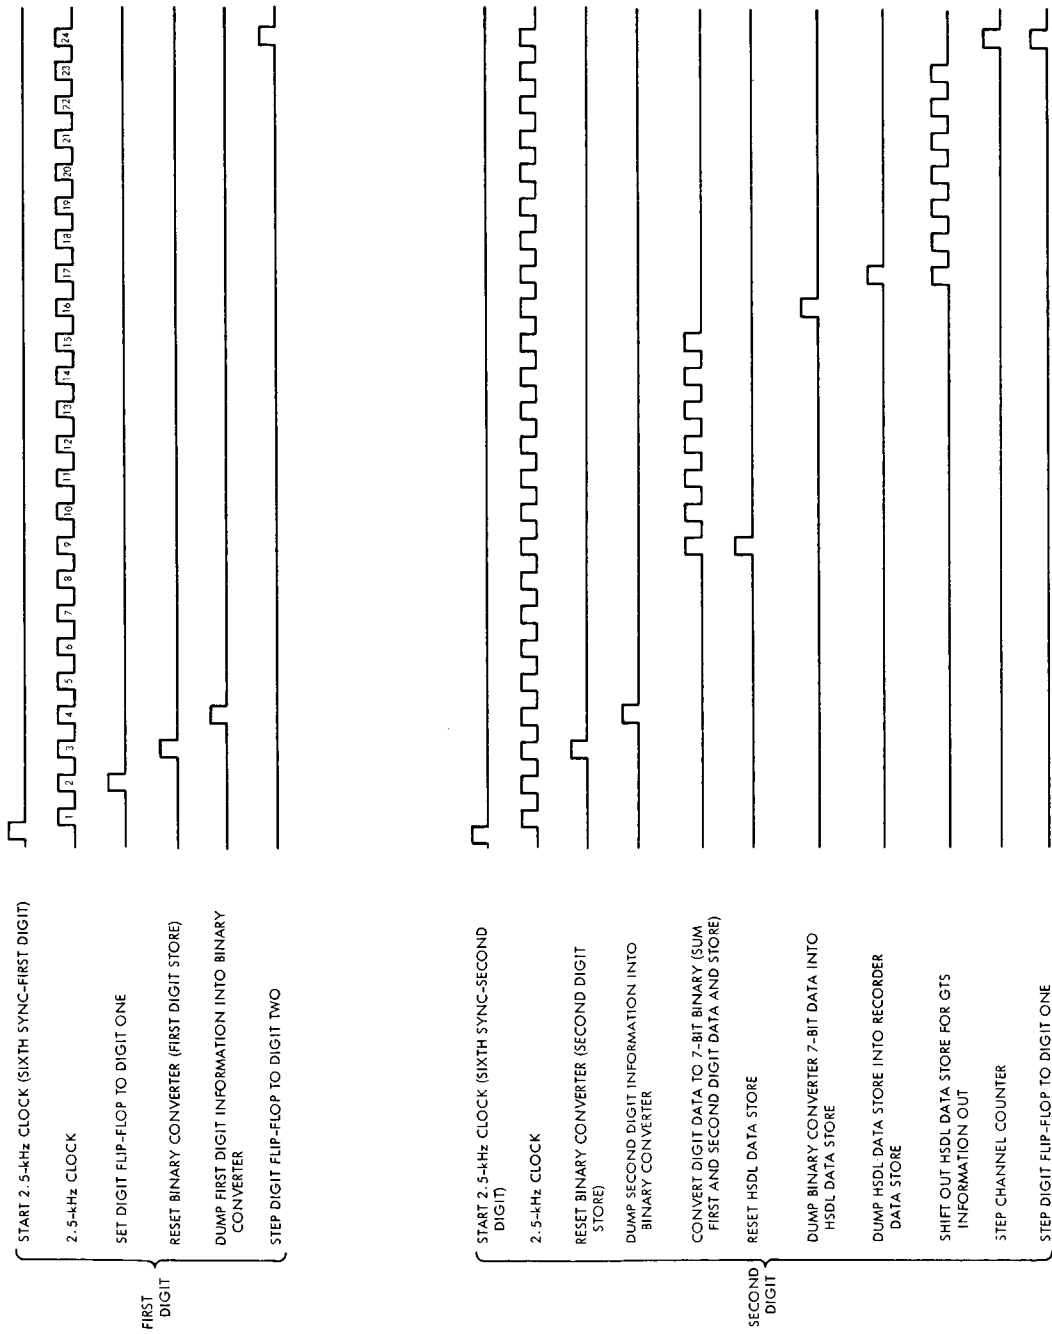 FIRST
DIGIT
START 2.5-kHz CLOCK (SIXTH SYNC-FIRST DIGIT)
2.5-kHz CLOCK
1 2 3 4 5 6 7 8 9 10 11 12 13 14 15 16 17 18 19 20 21 22 23 24
SET DIGIT FLIP-FLOP TO DIGIT ONE
RESET BINARY CONVERTER (FIRST DIGIT STORE)
DUMP FIRST DIGIT INFORMATION INTO BINARY
CONVERTER
STEP DIGIT FLIP-FLOP TO DIGIT TWO
SECOND
DIGIT
START 2.5-kHz CLOCK (SIXTH SYNC-SECOND
DIGIT)
2.5-kHz CLOCK
RESET BINARY CONVERTER (SECOND DIGIT
STORE)
DUMP SECOND DIGIT INFORMATION INTO
BINARY CONVERTER
CONVERT DIGIT DATA TO 7-BIT BINARY (SUM
FIRST AND SECOND DIGIT DATA AND STORE)
RESET HSDL DATA STORE
DUMP BINARY CONVERTER 7-BIT DATA INTO
HSDL DATA STORE
DUMP HSDL DATA STORE INTO RECORDER
DATA STORE
SHIFT OUT HSDL DATA STORE FOR GTS
INFORMATION OUT
STEP CHANNEL COUNTER
STEP DIGIT FLIP-FLOP TO DIGIT ONE